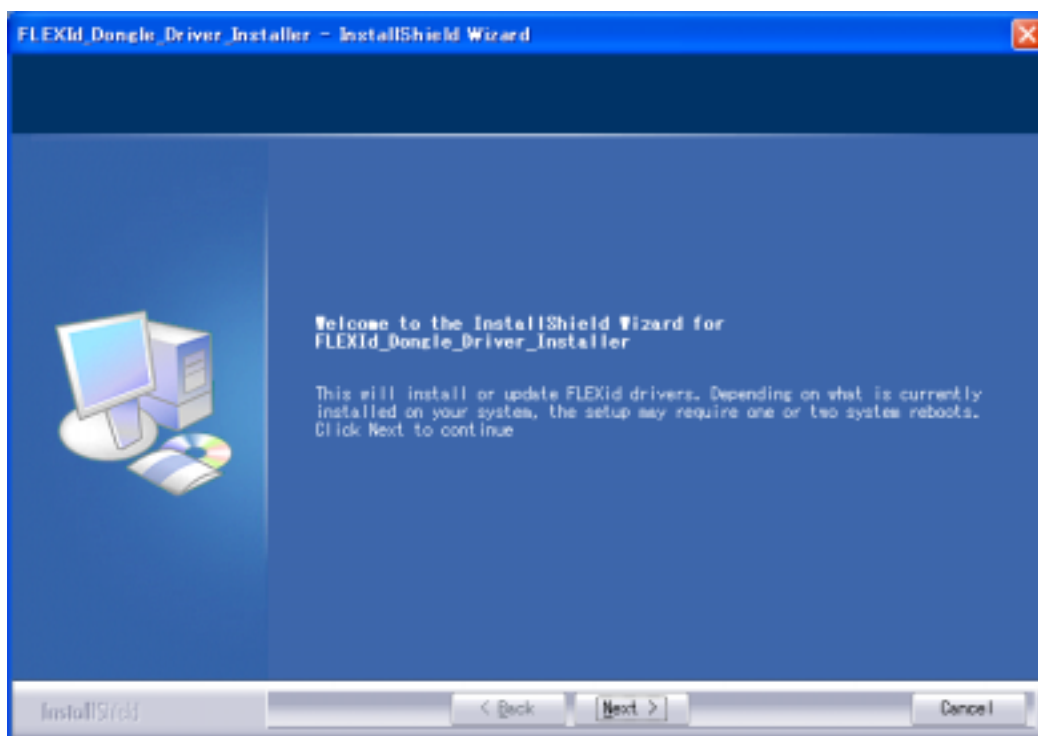 FLEXId_Dongle_Driver_Installer - InstallShield Wizard
Welcome to the InstallShield Wizard for
FLEXId_Dongle_Driver_Installer
This will install or update FLEXid drivers. Depending on what is currently
installed on your system, the setup may require one or two system reboots.
Click Next to continue
InstallShield
< Back
Next >
Cancel